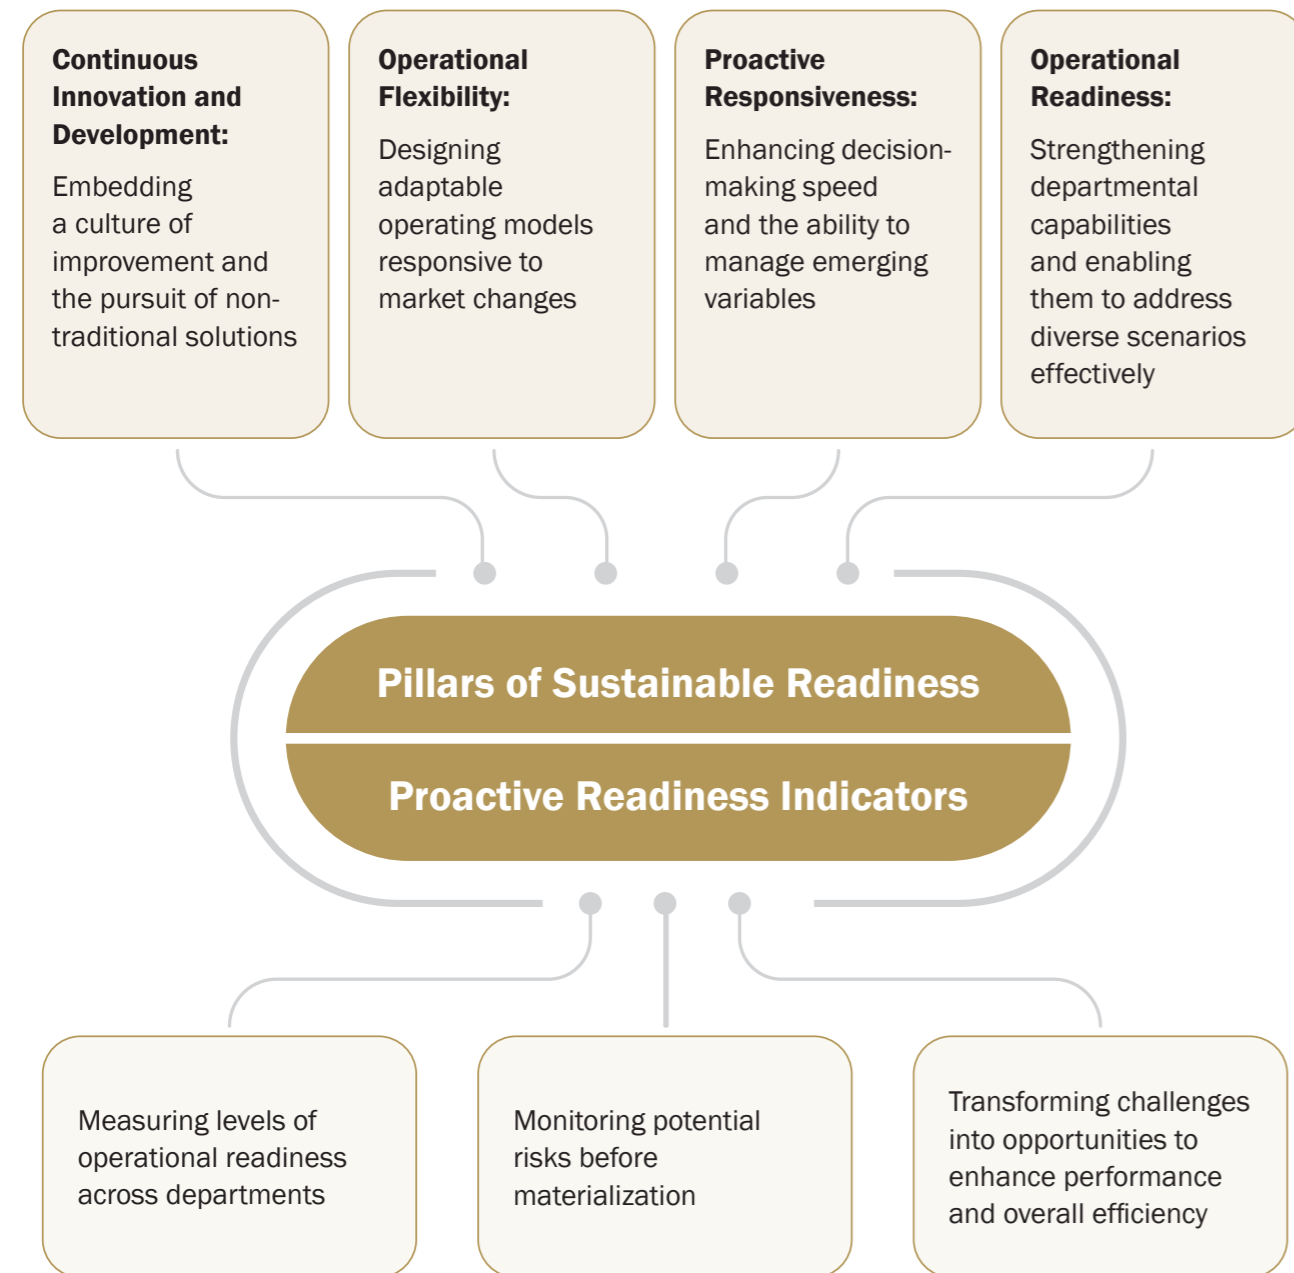 Continuous
Innovation and
Development:
Embedding
a culture of
improvement and
the pursuit of non-
traditional solutions
Operational
Flexibility:
Designing
adaptable
operating models
responsive to
market changes
Proactive
Responsiveness:
Enhancing decision-
making speed
and the ability to
manage emerging
variables
Operational
Readiness:
Strengthening
departmental
capabilities
and enabling
them to address
diverse scenarios
effectively
Pillars of Sustainable Readiness
Proactive Readiness Indicators
Measuring levels of
operational readiness
across departments
Monitoring potential
risks before
materialization
Transforming challenges
into opportunities to
enhance performance
and overall efficiency